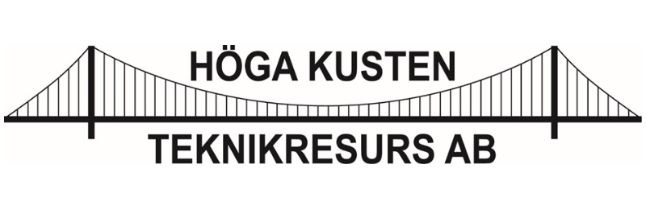 HÖGA KUSTEN
TEKNIKRESURS AB